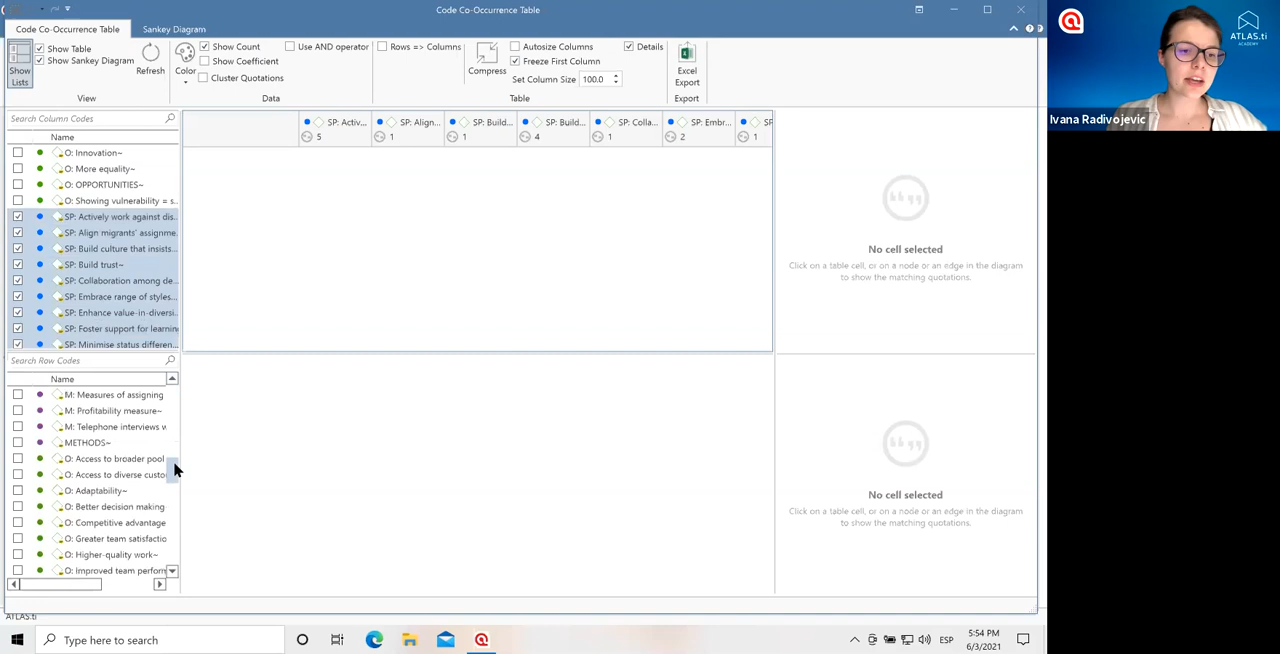 Code Co-Occurrence Table
Code Co-Occurrence Table
Sankey Diagram
Show Lists
Show Table
Show Sankey Diagram
Refresh
View
Color
Show Count
Show Coefficient
Cluster Quotations
Use AND operator
Data
Rows => Columns
Compress
Autosize Columns
Freeze First Column
Set Column Size 100.0
Details
Table
Excel Export
Export
Search Column Codes
Name
O: Innovation~
O: More equality~
O: OPPORTUNITIES~
O: Showing vulnerability = s...
SP: Actively work against dis...
SP: Align migrants' assignme...
SP: Build culture that insists...
SP: Build trust~
SP: Collaboration among de...
SP: Embrace range of styles...
SP: Enhance value-in-diversi...
SP: Foster support for learning
SP: Minimise status differen...
SP: Activ... SP: Align... SP: Build... SP: Build... SP: Colla... SP: Embr... SP
5 1 1 4 1 2 1
No cell selected
Click on a table cell, or on a node or an edge in the diagram
to show the matching quotations.
Search Row Codes
Name
M: Measures of assigning
M: Profitability measure~
M: Telephone interviews w
METHODS~
O: Access to broader pool
O: Access to diverse custo
O: Adaptability~
O: Better decision making
O: Competitive advantage
O: Greater team satisfactio
O: Higher-quality work~
O: Improved team perform
No cell selected
Click on a table cell, or on a node or an edge in the diagram
to show the matching quotations.
ATLAS.ti
Type here to search
ESP
5:54 PM
6/3/2021
ATLAS.ti
ACADEMY
Ivana Radivojevic